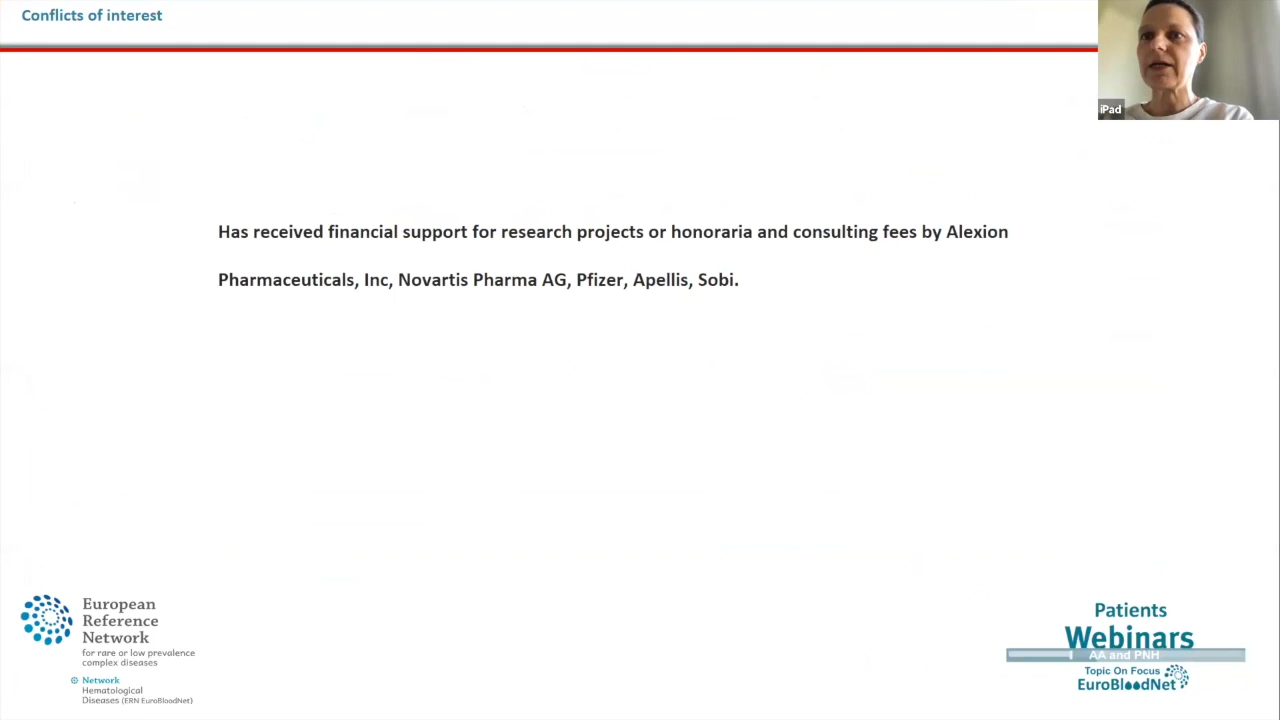 Conflicts of interest
iPad
Has received financial support for research projects or honoraria and consulting fees by Alexion
Pharmaceuticals, Inc, Novartis Pharma AG, Pfizer, Apellis, Sobi.
European
Reference
Network
for rare or low prevalence
complex diseases
Network
Hematological
Diseases (ERN EuroBloodNet)
Patients
Webinars
AA and PNH
Topic On Focus
EuroBloodNet